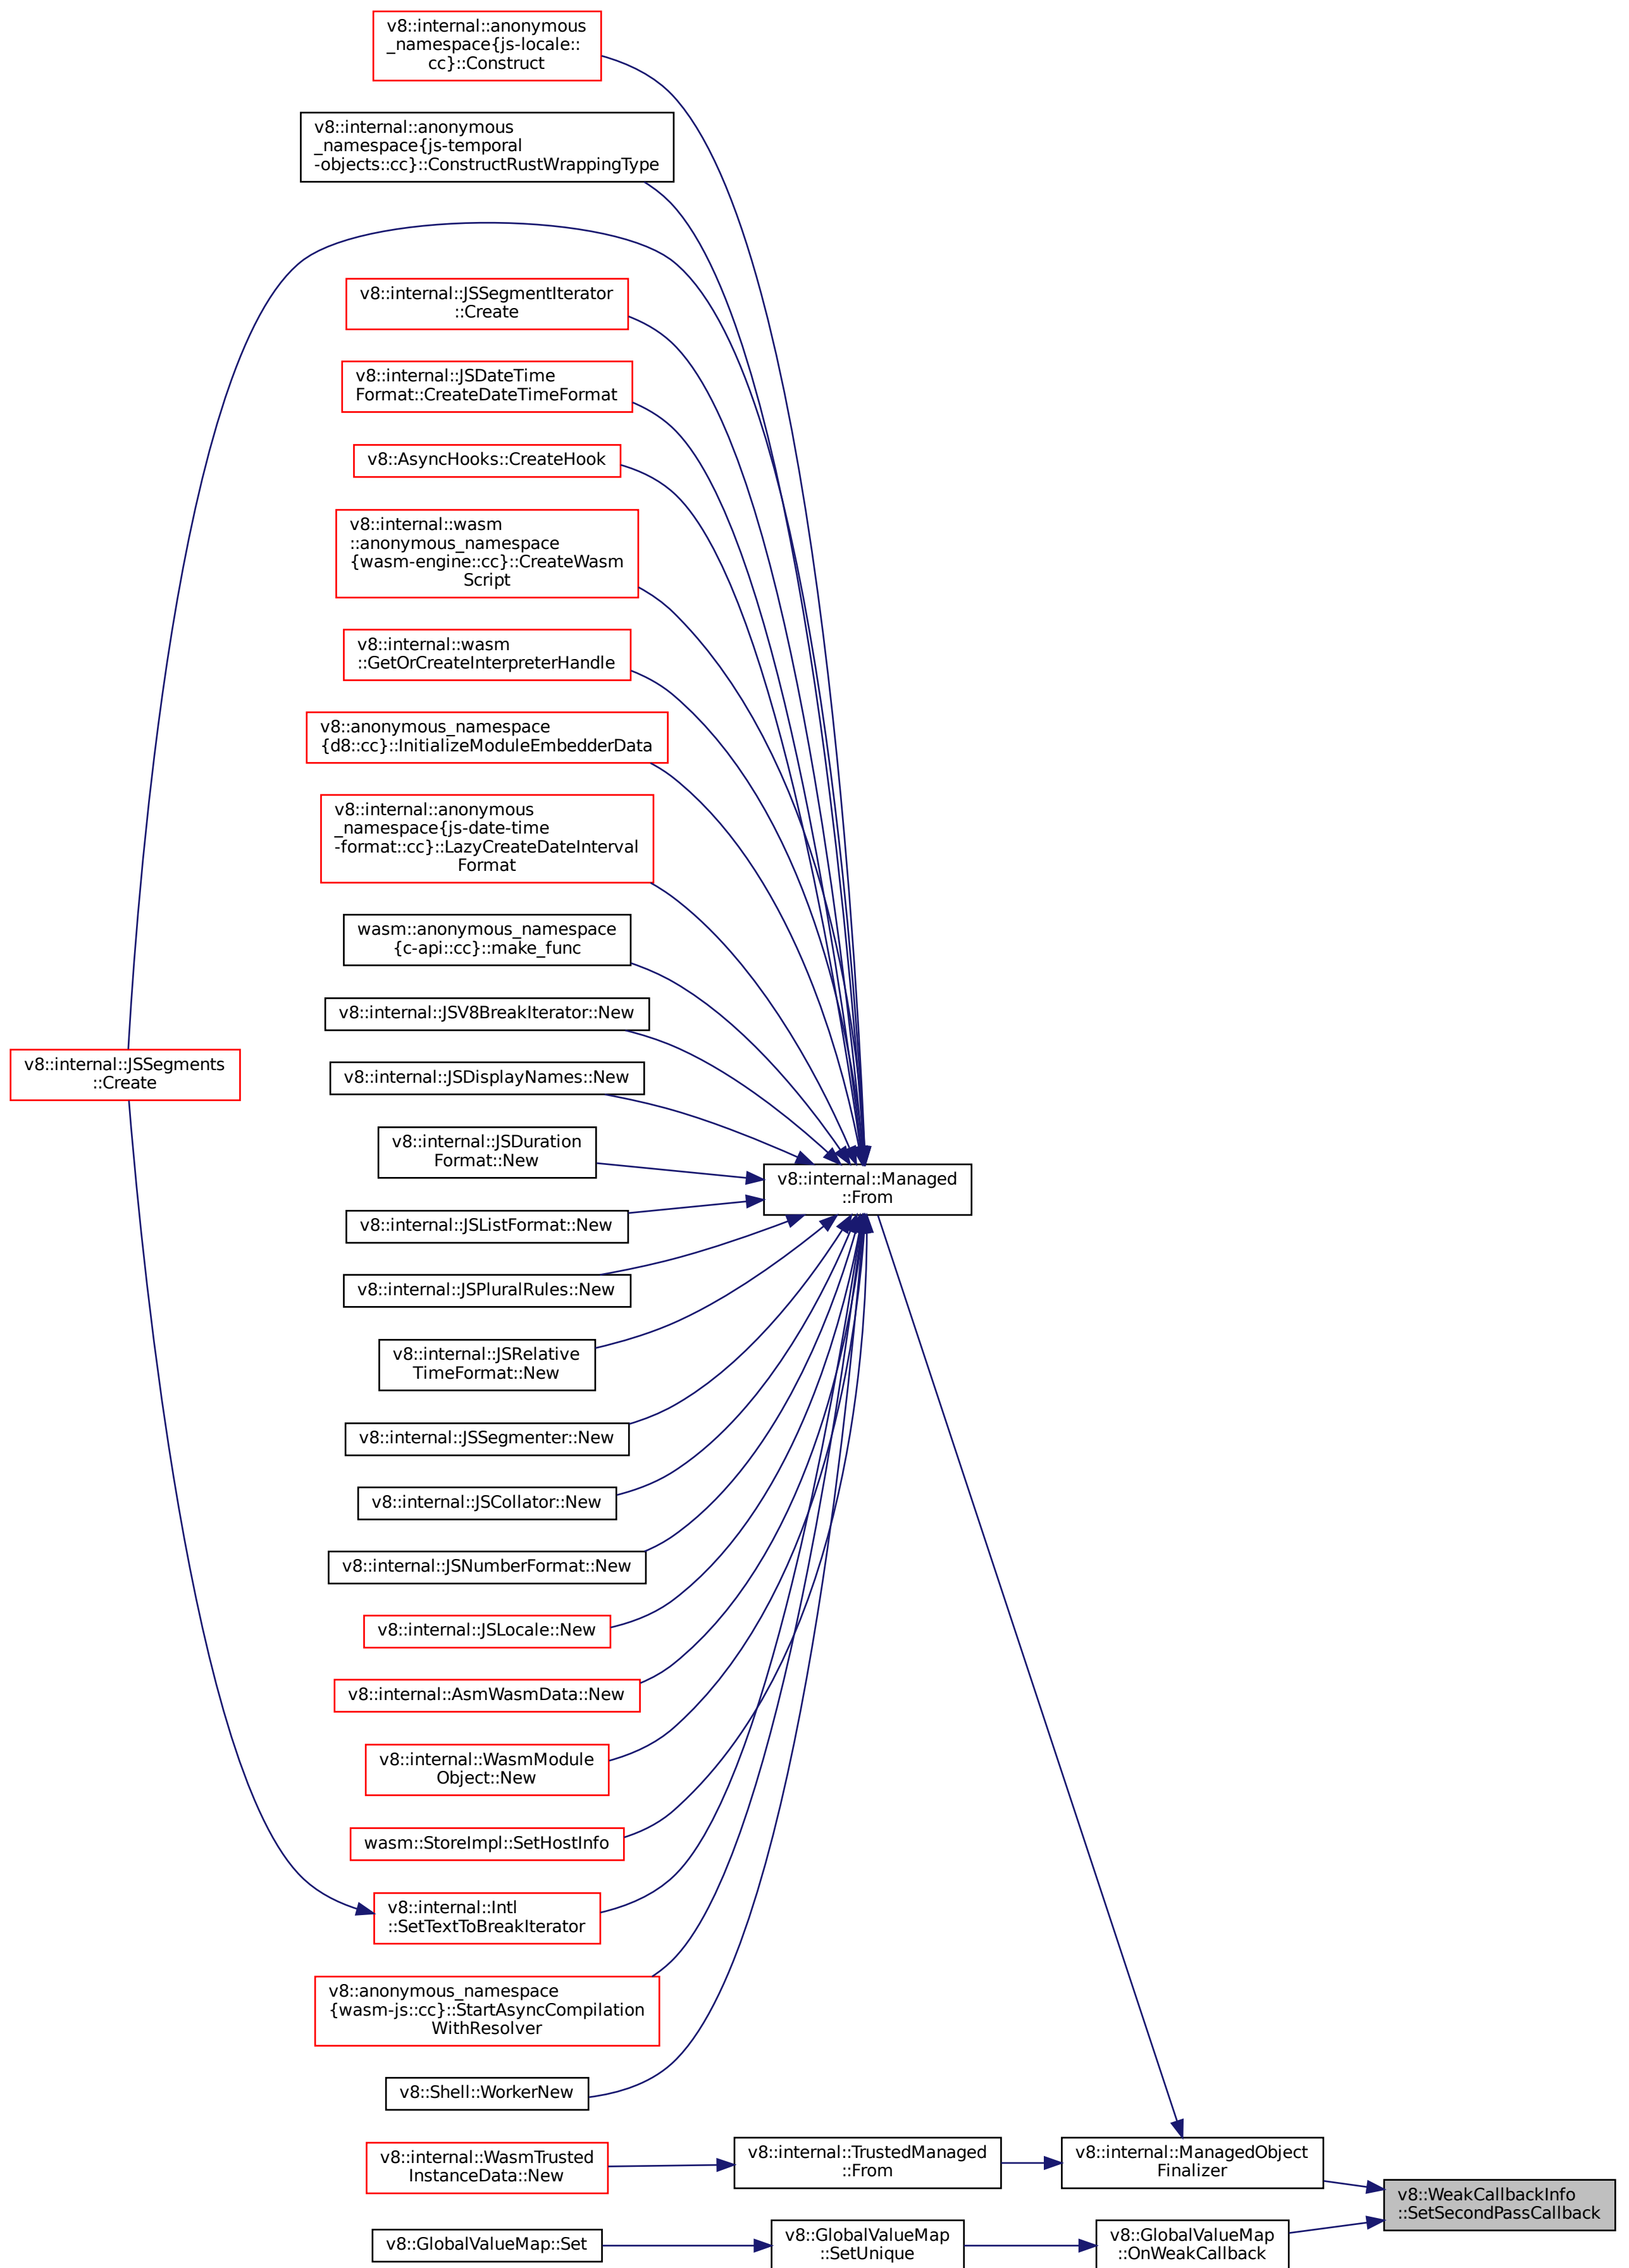 v8::internal::anonymous
_namespace{js-locale::
cc}::Construct
v8::internal::anonymous
_namespace{js-temporal
-objects::cc}::ConstructRustWrappingType
v8::internal::JSSegmentIterator
::Create
v8::internal::JSDateTime
Format::CreateDateTimeFormat
v8::AsyncHooks::CreateHook
v8::internal::wasm
::anonymous_namespace
{wasm-engine::cc}::CreateWasm
Script
v8::internal::wasm
::GetOrCreateInterpreterHandle
v8::anonymous_namespace
{d8::cc}::InitializeModuleEmbedderData
v8::internal::anonymous
_namespace{js-date-time
-format::cc}::LazyCreateDateInterval
Format
wasm::anonymous_namespace
{c-api::cc}::make_func
v8::internal::JSV8BreakIterator::New
v8::internal::JSSegments
::Create
v8::internal::JSDisplayNames::New
v8::internal::JSDuration
Format::New
v8::internal::Managed
::From
v8::internal::JSListFormat::New
v8::internal::JSPluralRules::New
v8::internal::JSRelative
TimeFormat::New
v8::internal::JSSegmenter::New
v8::internal::JSCollator::New
v8::internal::JSNumberFormat::New
v8::internal::JSLocale::New
v8::internal::AsmWasmData::New
v8::internal::WasmModule
Object::New
wasm::StoreImpl::SetHostInfo
v8::internal::Intl
::SetTextToBreakIterator
v8::anonymous_namespace
{wasm-js::cc}::StartAsyncCompilation
WithResolver
v8::Shell::WorkerNew
v8::internal::WasmTrusted
InstanceData::New
v8::internal::TrustedManaged
::From
v8::internal::ManagedObject
Finalizer
v8::WeakCallbackInfo
::SetSecondPassCallback
v8::GlobalValueMap::Set
v8::GlobalValueMap
::SetUnique
v8::GlobalValueMap
::OnWeakCallback